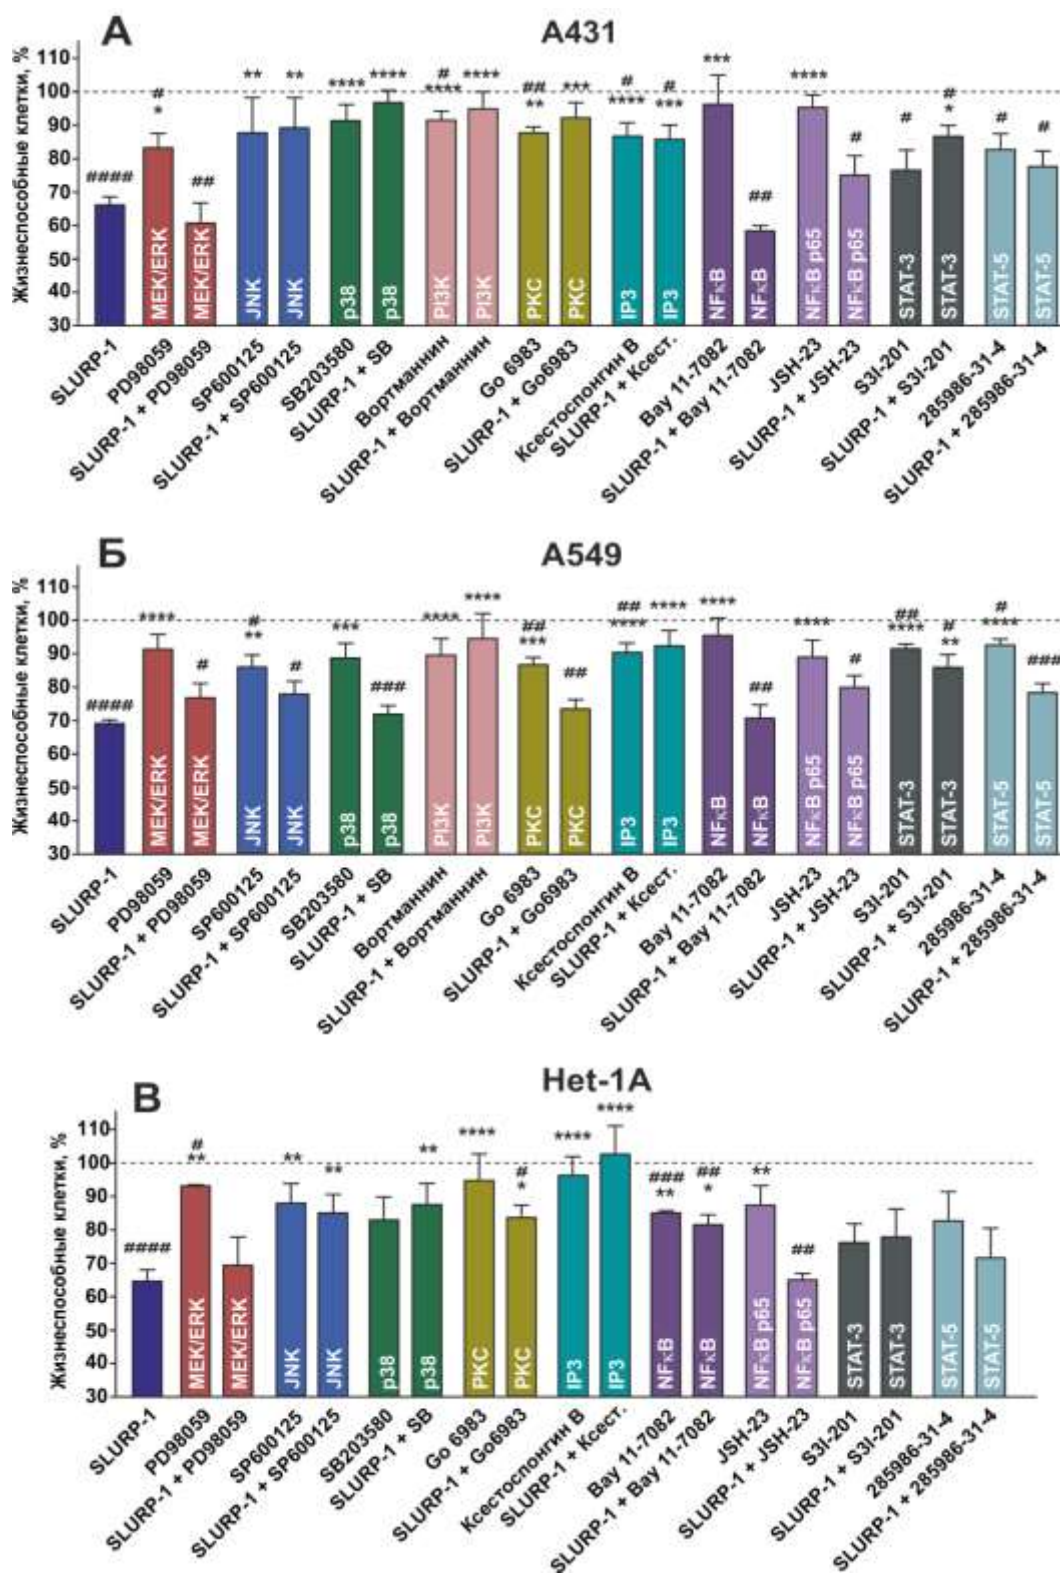 А
A431
Жизнеспособные клетки, %
110
100
90
80
70
60
50
40
30
####
#
*
##
**
**
****
****
#
****
****
##
**
***
#
****
#
***
***
##
****
#
#
#
*
#
#
MEK/ERK
MEK/ERK
JNK
JNK
p38
p38
PI3K
PI3K
PKC
PKC
IP3
IP3
NFκB
NFκB
NFκB p65
NFκB p65
STAT-3
STAT-3
STAT-5
STAT-5
SLURP-1
PD98059
SLURP-1 + PD98059
SP600125
SLURP-1 + SP600125
SB203580
SLURP-1 + SB
Вортманнин
SLURP-1 + Вортманнин
Go 6983
SLURP-1 + Go6983
Ксестоспонгин В
SLURP-1 + Ксест.
Bay 11-7082
SLURP-1 + Bay 11-7082
JSH-23
SLURP-1 + JSH-23
S3I-201
SLURP-1 + S3I-201
285986-31-4
SLURP-1 + 285986-31-4
Б
A549
Жизнеспособные клетки, %
110
100
90
80
70
60
50
40
30
####
****
#
#
**
#
***
###
****
****
##
***
##
##
****
****
****
##
****
#
##
****
#
**
#
****
###
MEK/ERK
MEK/ERK
JNK
JNK
p38
p38
PI3K
PI3K
PKC
PKC
IP3
IP3
NFκB
NFκB
NFκB p65
NFκB p65
STAT-3
STAT-3
STAT-5
STAT-5
SLURP-1
PD98059
SLURP-1 + PD98059
SP600125
SLURP-1 + SP600125
SB203580
SLURP-1 + SB
Вортманнин
SLURP-1 + Вортманнин
Go 6983
SLURP-1 + Go6983
Ксестоспонгин В
SLURP-1 + Ксест.
Bay 11-7082
SLURP-1 + Bay 11-7082
JSH-23
SLURP-1 + JSH-23
S3I-201
SLURP-1 + S3I-201
285986-31-4
SLURP-1 + 285986-31-4
В
Het-1A
Жизнеспособные клетки, %
110
100
90
80
70
60
50
40
30
####
#
**
**
**
**
****
#
*
****
****
###
**
##
*
**
##
MEK/ERK
MEK/ERK
JNK
JNK
p38
p38
PKC
PKC
IP3
IP3
NFκB
NFκB
NFκB p65
NFκB p65
STAT-3
STAT-3
STAT-5
STAT-5
SLURP-1
PD98059
SLURP-1 + PD98059
SP600125
SLURP-1 + SP600125
SB203580
SLURP-1 + SB
Go 6983
SLURP-1 + Go6983
Ксестоспонгин В
SLURP-1 + Ксест.
Bay 11-7082
SLURP-1 + Bay 11-7082
JSH-23
SLURP-1 + JSH-23
S3I-201
SLURP-1 + S3I-201
285986-31-4
SLURP-1 + 285986-31-4